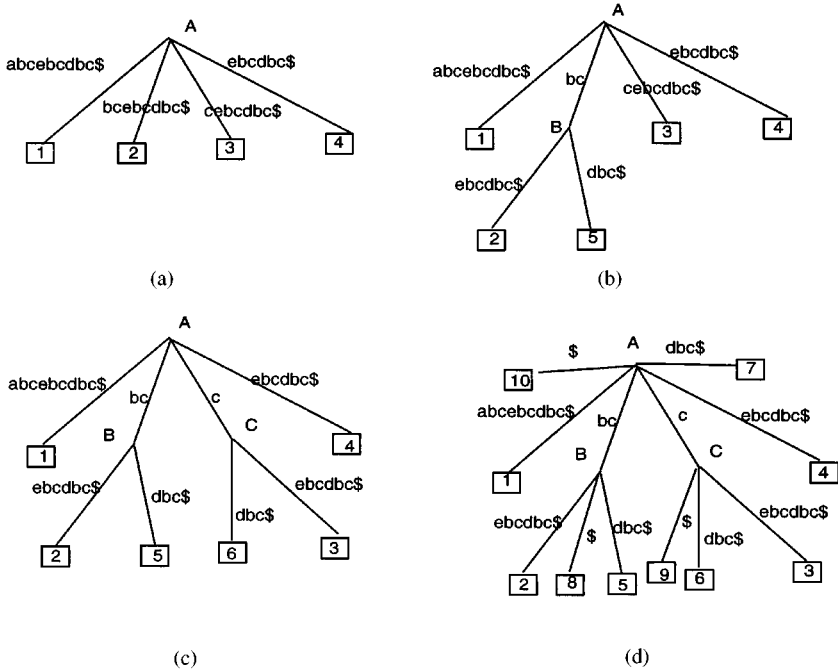 A
abcebcdbc$
ebcdbc$
bcebcdbc$
cebcdbc$
1
2
3
4
(a)
A
abcebcdbc$
ebcdbc$
bc
cebcdbc$
B
1
3
4
ebcdbc$
dbc$
2
5
(b)
A
abcebcdbc$
ebcdbc$
bc
c
B
C
1
4
ebcdbc$
dbc$
dbc$
ebcdbc$
2
5
6
3
(c)
A
$
dbc$
10
7
abcebcdbc$
bc
c
ebcdbc$
B
C
1
4
ebcdbc$
$
dbc$
$
dbc$
ebcdbc$
2
8
5
9
6
3
(d)